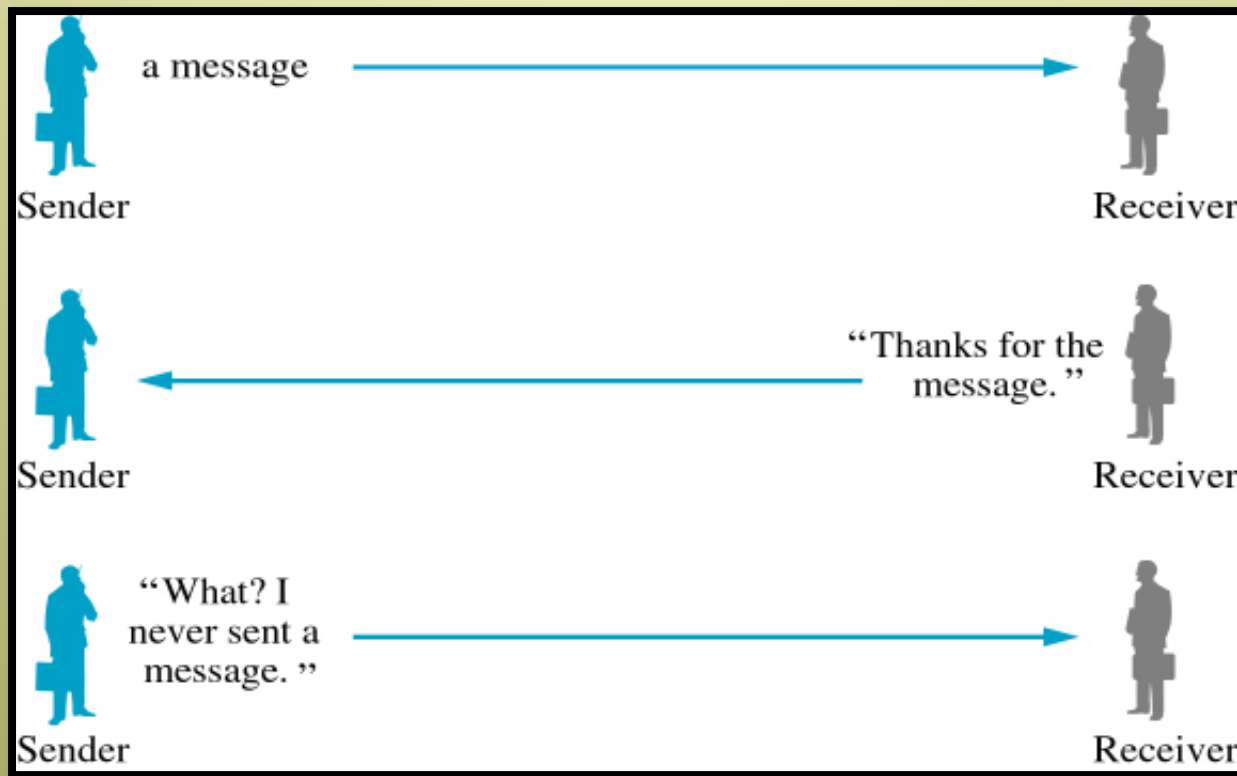 a message
Sender
Receiver
“Thanks for the
message.”
Sender
Receiver
“What? I
never sent a
message.”
Sender
Receiver